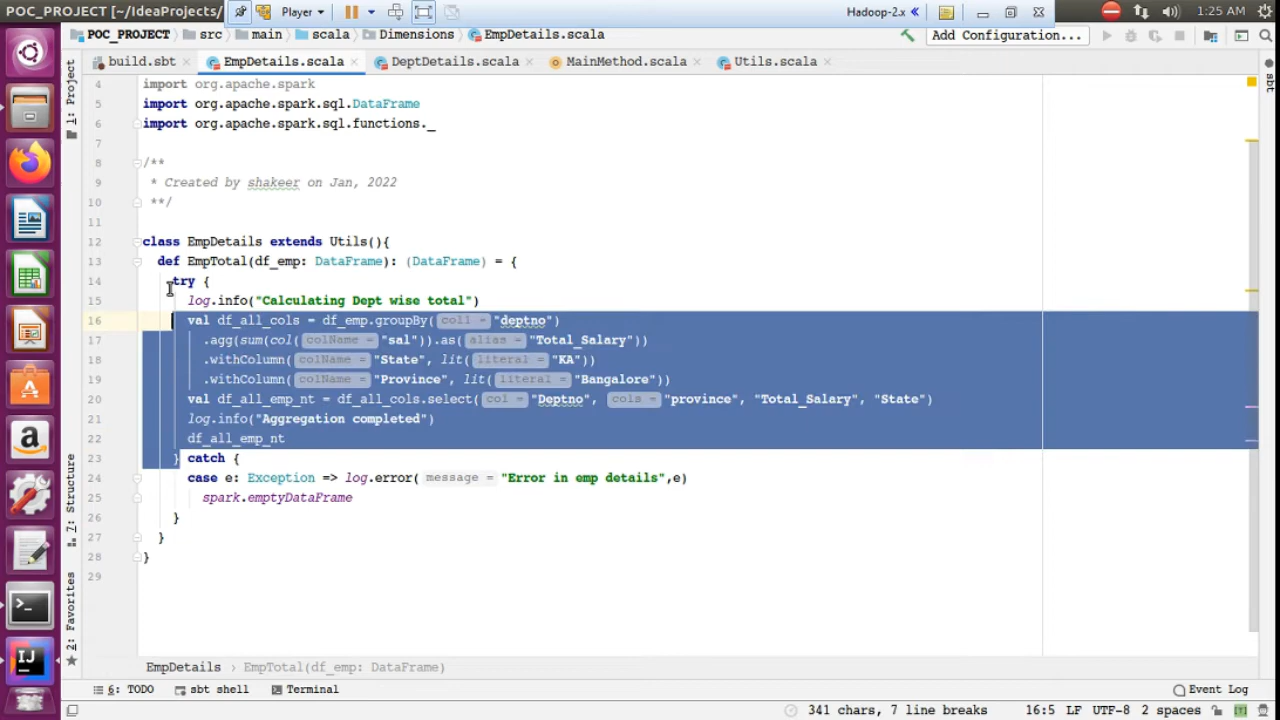 POC_PROJECT [~/IdeaProjects/ Player Hadoop-2.x 1:25 AM
POC_PROJECT src main scala Dimensions EmpDetails.scala Add Configuration...
build.sbt EmpDetails.scala DeptDetails.scala MainMethod.scala Utils.scala
1: Project
sbt
4 import org.apache.spark
5 import org.apache.spark.sql.DataFrame
6 import org.apache.spark.sql.functions._
7
8 /**
9 * Created by shakeer on Jan, 2022
10 **/
11
12 class EmpDetails extends Utils(){
13 def EmpTotal(df_emp: DataFrame): (DataFrame) = {
14 try {
15 log.info("Calculating Dept wise total")
16 val df_all_cols = df_emp.groupBy( col1 = "deptno")
17 .agg(sum(col( colName = "sal")).as( alias = "Total_Salary"))
18 .withColumn( colName = "State", lit( literal = "KA"))
19 .withColumn( colName = "Province", lit( literal = "Bangalore"))
20 val df_all_emp_nt = df_all_cols.select( col = "Deptno", cols = "province", "Total_Salary", "State")
21 log.info("Aggregation completed")
22 df_all_emp_nt
23 } catch {
24 case e: Exception => log.error( message = "Error in emp details",e)
25 spark.emptyDataFrame
26 }
27 }
28 }
29
7: Structure
2: Favorites
EmpDetails › EmpTotal(df_emp: DataFrame)
6: TODO sbt shell Terminal Event Log
341 chars, 7 line breaks 16:5 LF UTF-8 2 spaces